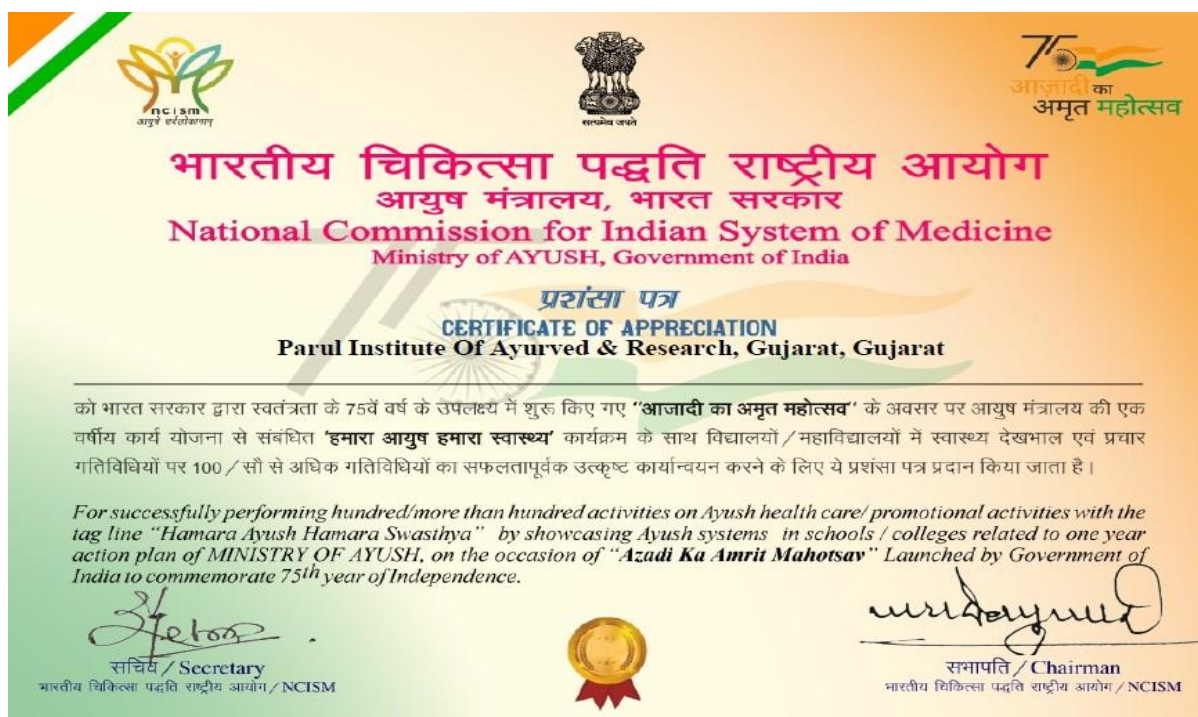 ncism
आयुषे सर्वलोकानाम्
सत्यमेव जयते
75
आज़ादी का
अमृत महोत्सव
भारतीय चिकित्सा पद्धति राष्ट्रीय आयोग
आयुष मंत्रालय, भारत सरकार
National Commission for Indian System of Medicine
Ministry of AYUSH, Government of India
प्रशंसा पत्र
CERTIFICATE OF APPRECIATION
Parul Institute Of Ayurved & Research, Gujarat, Gujarat
को भारत सरकार द्वारा स्वतंत्रता के 75वें वर्ष के उपलक्ष्य में शुरू किए गए "आजादी का अमृत महोत्सव" के अवसर पर आयुष मंत्रालय की एक
वर्षीय कार्य योजना से संबंधित 'हमारा आयुष हमारा स्वास्थ्य' कार्यक्रम के साथ विद्यालयों/महाविद्यालयों में स्वास्थ्य देखभाल एवं प्रचार
गतिविधियों पर 100/सौ से अधिक गतिविधियों का सफलतापूर्वक उत्कृष्ट कार्यान्वयन करने के लिए ये प्रशंसा पत्र प्रदान किया जाता है।
For successfully performing hundred/more than hundred activities on Ayush health care/ promotional activities with the
tag line "Hamara Ayush Hamara Swasthya" by showcasing Ayush systems in schools / colleges related to one year
action plan of MINISTRY OF AYUSH, on the occasion of "Azadi Ka Amrit Mahotsav" Launched by Government of
India to commemorate 75th year of Independence.
सचिव/Secretary
भारतीय चिकित्सा पद्धति राष्ट्रीय आयोग/NCISM
सभापति/Chairman
भारतीय चिकित्सा पद्धति राष्ट्रीय आयोग/NCISM